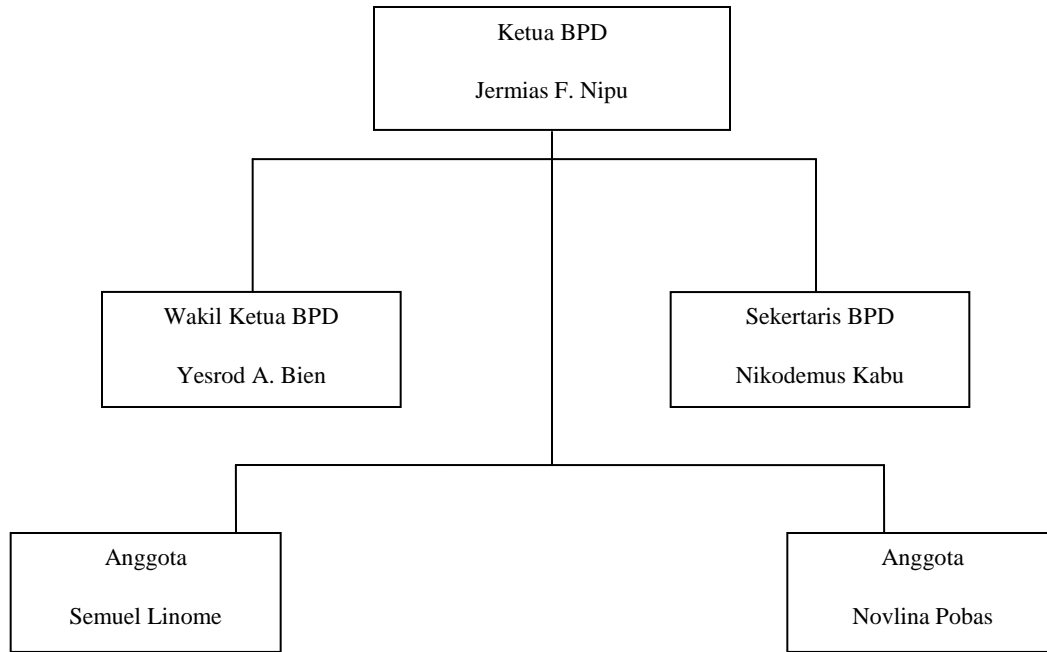 Ketua BPD
Jermias F. Nipu
Wakil Ketua BPD
Yesrod A. Bien
Sekertaris BPD
Nikodemus Kabu
Anggota
Semuel Linome
Anggota
Novlina Pobas